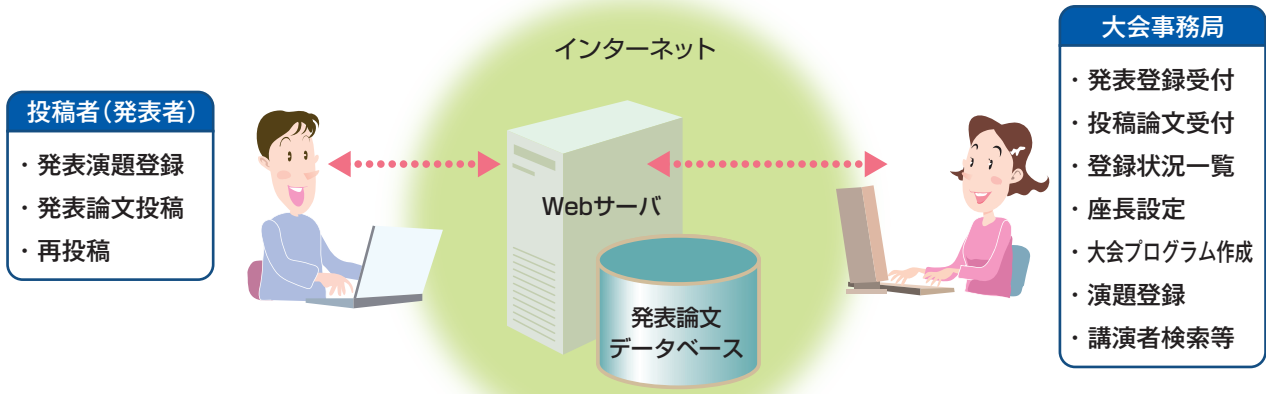 投稿者（発表者）
・発表演題登録
・発表論文投稿
・再投稿
インターネット
Webサーバ
発表論文
データベース
大会事務局
・発表登録受付
・投稿論文受付
・登録状況一覧
・座長設定
・大会プログラム作成
・演題登録
・講演者検索等